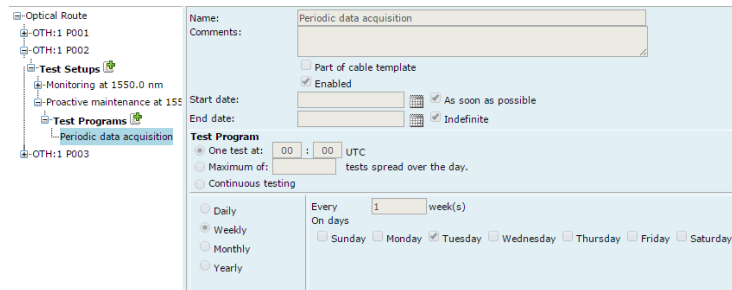 Optical Route
OTH:1 P001
OTH:1 P002
Test Setups
Monitoring at 1550.0 nm
Proactive maintenance at 155
Test Programs
Periodic data acquisition
OTH:1 P003
Name: Periodic data acquisition
Comments:
Part of cable template
Enabled
Start date: As soon as possible
End date: Indefinite
Test Program
One test at: 00 : 00 UTC
Maximum of: tests spread over the day.
Continuous testing
Daily
Weekly
Monthly
Yearly
Every 1 week(s)
On days
Sunday Monday Tuesday Wednesday Thursday Friday Saturday